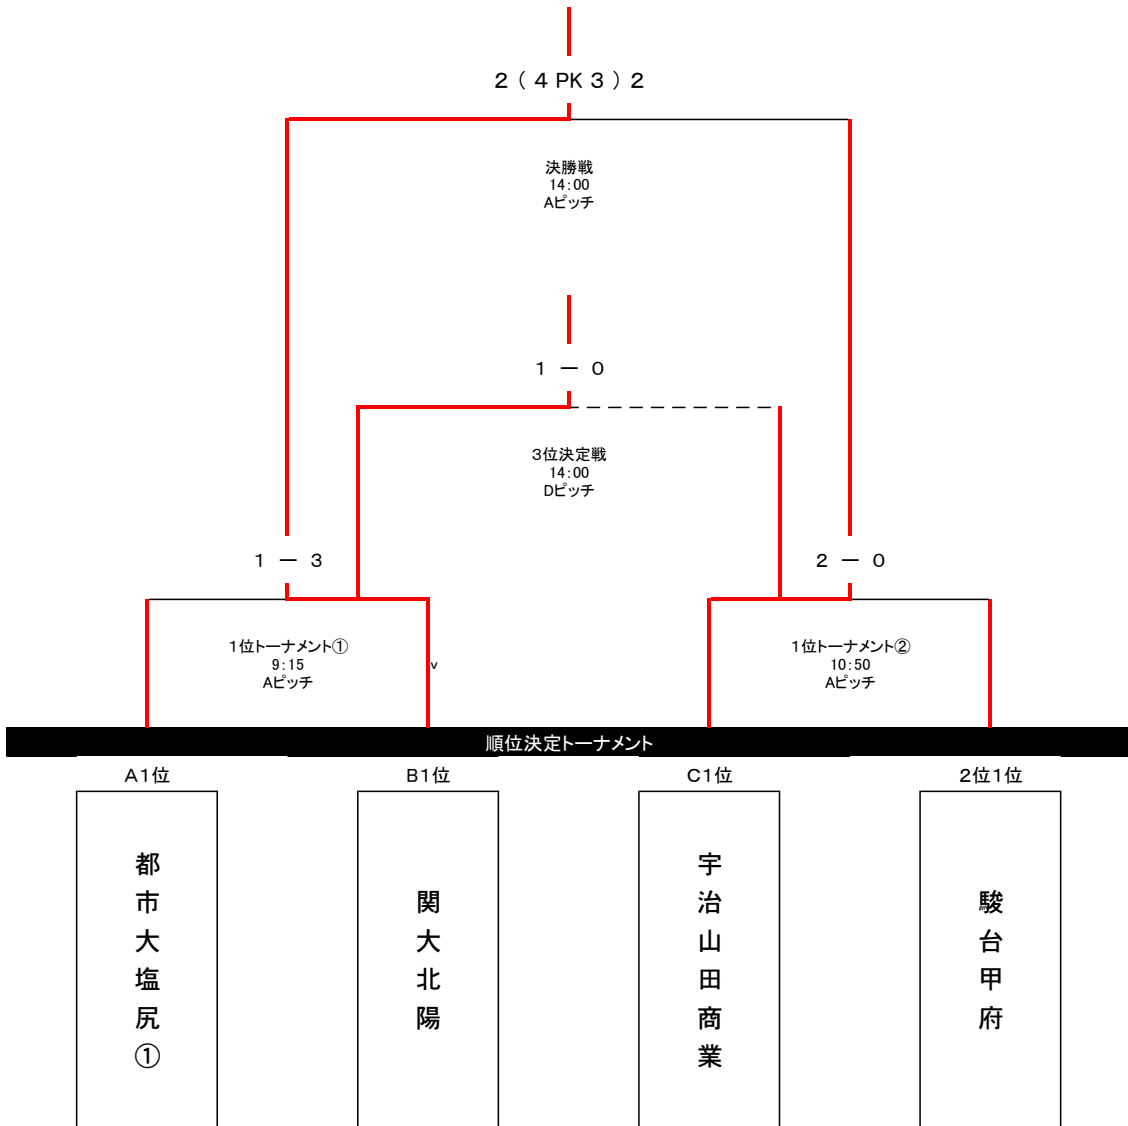 2 ( 4 PK 3 ) 2
決勝戦
14:00
Aピッチ
1 ー 0
3位決定戦
14:00
Dピッチ
1 ー 3
2 ー 0
1位トーナメント①
9:15
Aピッチ
v
1位トーナメント②
10:50
Aピッチ
順位決定トーナメント
A1位
B1位
C1位
2位1位
都市大塩尻①
関大北陽
宇治山田商業
駿台甲府